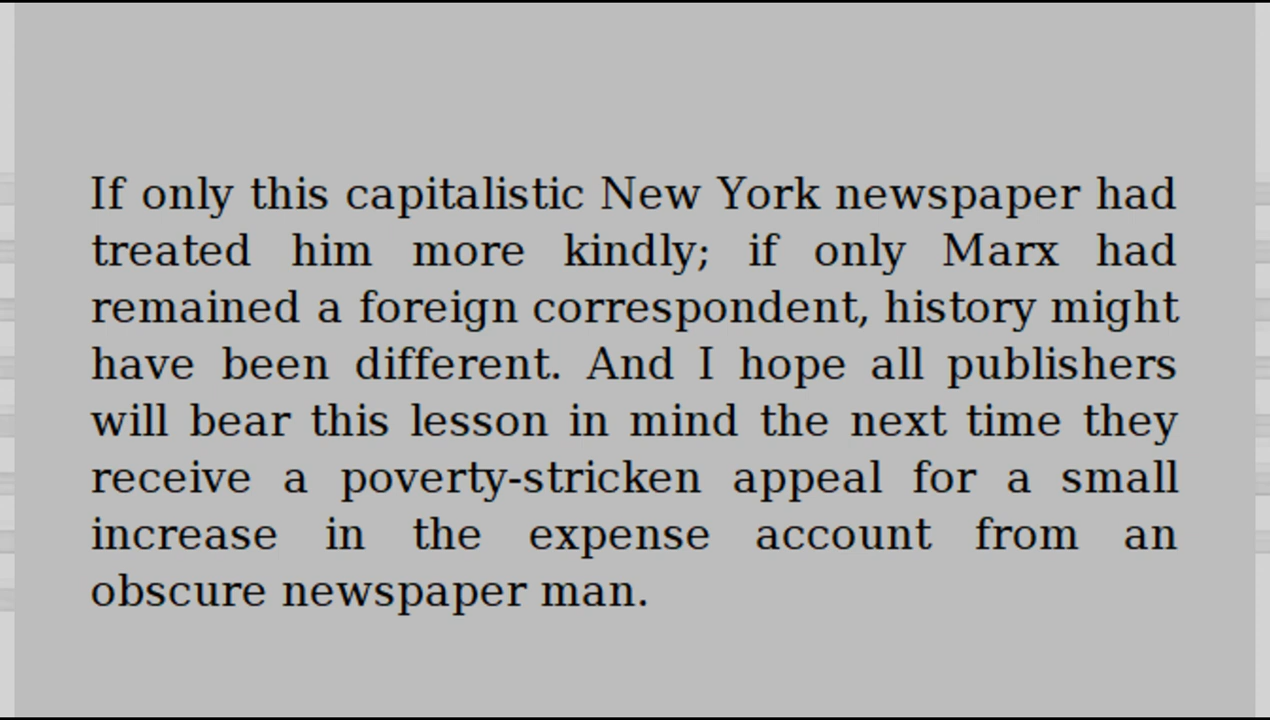 If only this capitalistic New York newspaper had
treated him more kindly; if only Marx had
remained a foreign correspondent, history might
have been different. And I hope all publishers
will bear this lesson in mind the next time they
receive a poverty-stricken appeal for a small
increase in the expense account from an
obscure newspaper man.